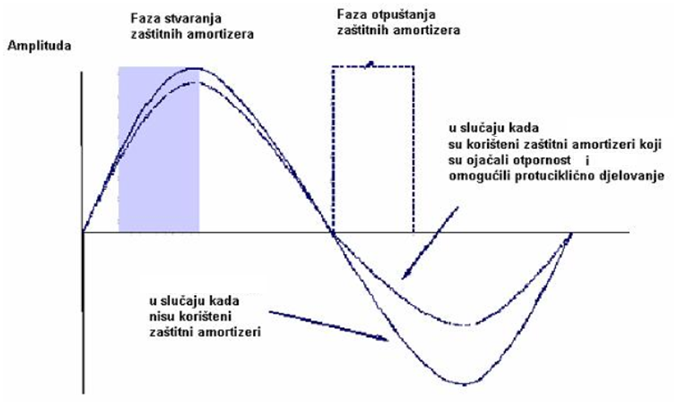 Faza stvaranja
zaštitnih amortizera
Faza otpuštanja
zaštitnih amortizera
Amplituda
u slučaju kada
su korišteni zaštitni amortizeri koji
su ojačali otpornost i
omogućili protuciklično djelovanje
u slučaju kada
nisu korišteni
zaštitni amortizeri